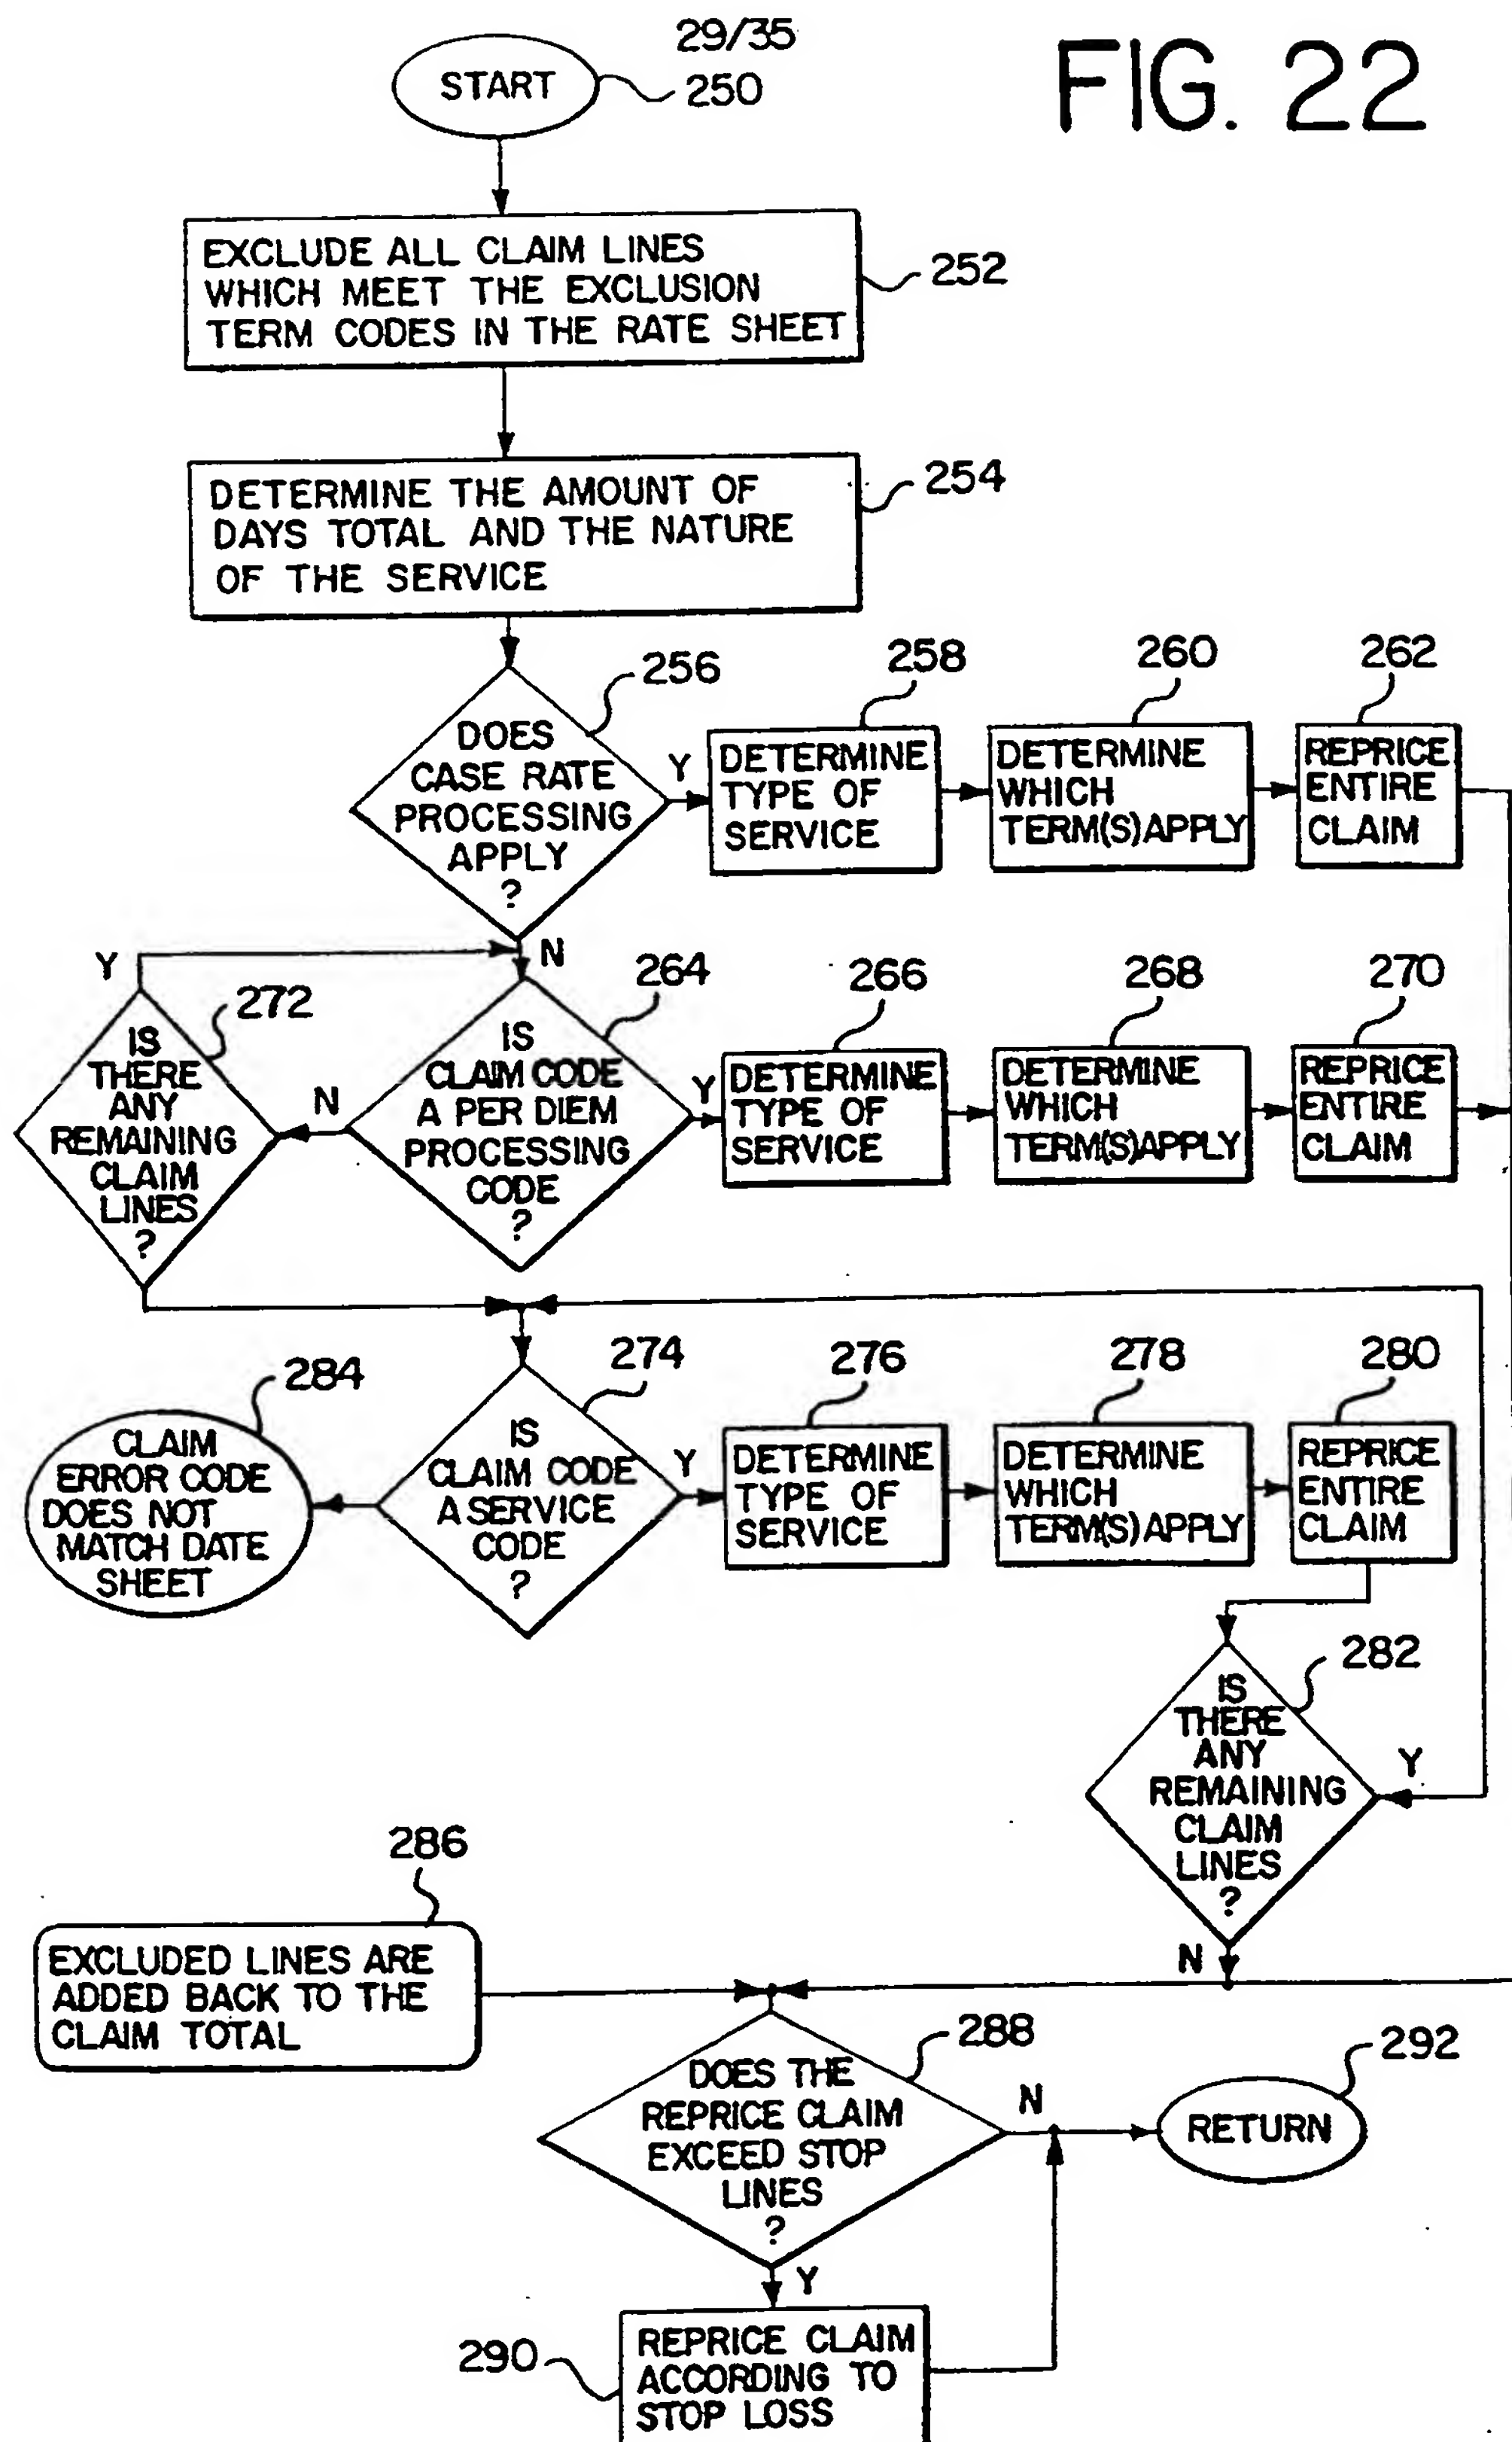 29/35
FIG. 22
START
250
EXCLUDE ALL CLAIM LINES
WHICH MEET THE EXCLUSION
TERM CODES IN THE RATE SHEET
252
DETERMINE THE AMOUNT OF
DAYS TOTAL AND THE NATURE
OF THE SERVICE
254
DOES
CASE RATE
PROCESSING
APPLY
?
256
Y
DETERMINE
TYPE OF
SERVICE
258
DETERMINE
WHICH
TERM(S) APPLY
260
REPRICE
ENTIRE
CLAIM
262
N
Y
IS
THERE
ANY
REMAINING
CLAIM
LINES
?
272
N
IS
CLAIM CODE
A PER DIEM
PROCESSING
CODE
?
264
Y
DETERMINE
TYPE OF
SERVICE
266
DETERMINE
WHICH
TERM(S) APPLY
268
REPRICE
ENTIRE
CLAIM
270
CLAIM
ERROR CODE
DOES NOT
MATCH DATE
SHEET
284
IS
CLAIM CODE
A SERVICE
CODE
?
274
Y
DETERMINE
TYPE OF
SERVICE
276
DETERMINE
WHICH
TERM(S) APPLY
278
REPRICE
ENTIRE
CLAIM
280
IS
THERE
ANY
REMAINING
CLAIM
LINES
?
282
Y
N
286
EXCLUDED LINES ARE
ADDED BACK TO THE
CLAIM TOTAL
DOES THE
REPRICE CLAIM
EXCEED STOP
LINES
?
288
N
RETURN
292
Y
290
REPRICE CLAIM
ACCORDING TO
STOP LOSS